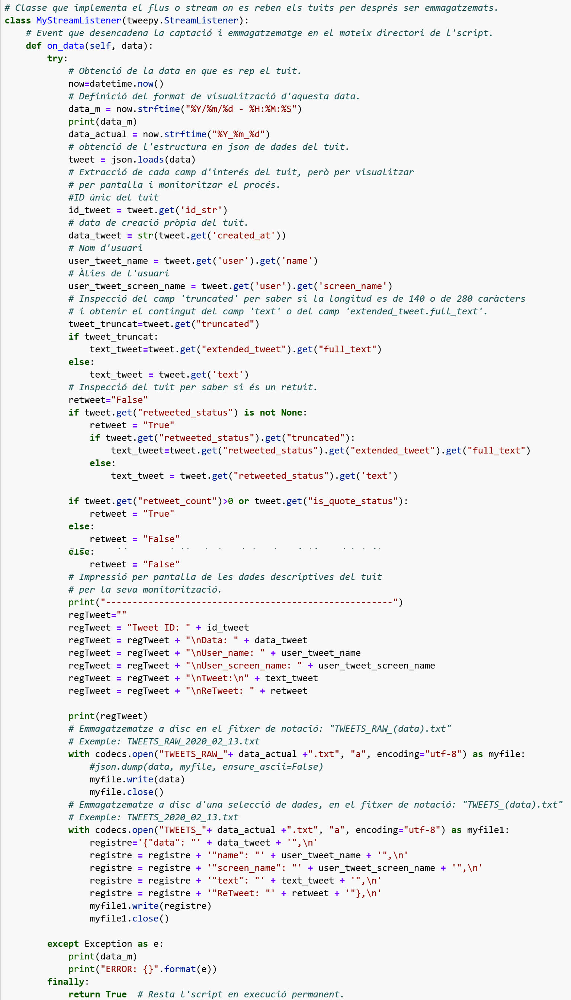 # Classe que implementa el flus o stream on es reben els tuits per després ser emmagatzemats.
class MyStreamListener(tweepy.StreamListener):
    # Event que desencadena la captació i emmagatzematge en el mateix directori de l'script.
    def on_data(self, data):
        try:
            # Obtenció de la data en que es rep el tuit.
            now=datetime.now()
            # Definició del format de visualització d'aquesta data.
            data_m = now.strftime("%Y/%m/%d - %H:%M:%S")
            print(data_m)
            data_actual = now.strftime("%Y_%m_%d")
            # obtenció de l'estructura en json de dades del tuit.
            tweet = json.loads(data)
            # Extracció de cada camp d'interés del tuit, però per visualitzar
            # per pantalla i monitoritzar el procés.
            #ID únic del tuit
            id_tweet = tweet.get('id_str')
            # data de creació pròpia del tuit.
            data_tweet = str(tweet.get('created_at'))
            # Nom d'usuari
            user_tweet_name = tweet.get('user').get('name')
            # Àlies de l'usuari
            user_tweet_screen_name = tweet.get('user').get('screen_name')
            # Inspecció del camp 'truncated' per saber si la longitud es de 140 o de 280 caràcters
            # i obtenir el contingut del camp 'text' o del camp 'extended_tweet.full_text'.
            tweet_truncat=tweet.get("truncated")
            if tweet_truncat:
                text_tweet=tweet.get("extended_tweet").get("full_text")
            else:
                text_tweet = tweet.get('text')
            # Inspecció del tuit per saber si és un retuit.
            retweet="False"
            if tweet.get("retweeted_status") is not None:
                retweet = "True"
                if tweet.get("retweeted_status").get("truncated"):
                    text_tweet=tweet.get("retweeted_status").get("extended_tweet").get("full_text")
                else:
                    text_tweet = tweet.get("retweeted_status").get('text')

            if tweet.get("retweet_count")>0 or tweet.get("is_quote_status"):
                retweet = "True"
            else:
                retweet = "False"
            else:
                retweet = "False"
            # Impressió per pantalla de les dades descriptives del tuit
            # per la seva monitorització.
            print("------------------------------------------------------")
            regTweet=""
            regTweet = "Tweet ID: " + id_tweet
            regTweet = regTweet + "\nData: " + data_tweet
            regTweet = regTweet + "\nUser_name: " + user_tweet_name
            regTweet = regTweet + "\nUser_screen_name: " + user_tweet_screen_name
            regTweet = regTweet + "\nTweet:\n" + text_tweet
            regTweet = regTweet + "\nReTweet: " + retweet

            print(regTweet)
            # Emmagatzematze a disc en el fitxer de notació: "TWEETS_RAW_(data).txt"
            # Exemple: TWEETS_RAW_2020_02_13.txt
            with codecs.open("TWEETS_RAW_"+ data_actual +".txt", "a", encoding="utf-8") as myfile:
                #json.dump(data, myfile, ensure_ascii=False)
                myfile.write(data)
                myfile.close()
            # Emmagatzematze a disc d'una selecció de dades, en el fitxer de notació: "TWEETS_(data).txt"
            # Exemple: TWEETS_2020_02_13.txt
            with codecs.open("TWEETS_"+ data_actual +".txt", "a", encoding="utf-8") as myfile1:
                registre='{"data": "' + data_tweet + '",\n'
                registre = registre + '"name": "' + user_tweet_name + '",\n'
                registre = registre + '"screen_name": "' + user_tweet_screen_name + '",\n'
                registre = registre + '"text": "' + text_tweet + '",\n'
                registre = registre + '"ReTweet: "' + retweet + '"},\n'
                myfile1.write(registre)
                myfile1.close()

        except Exception as e:
            print(data_m)
            print("ERROR: {}".format(e))
        finally:
            return True  # Resta l'script en execució permanent.